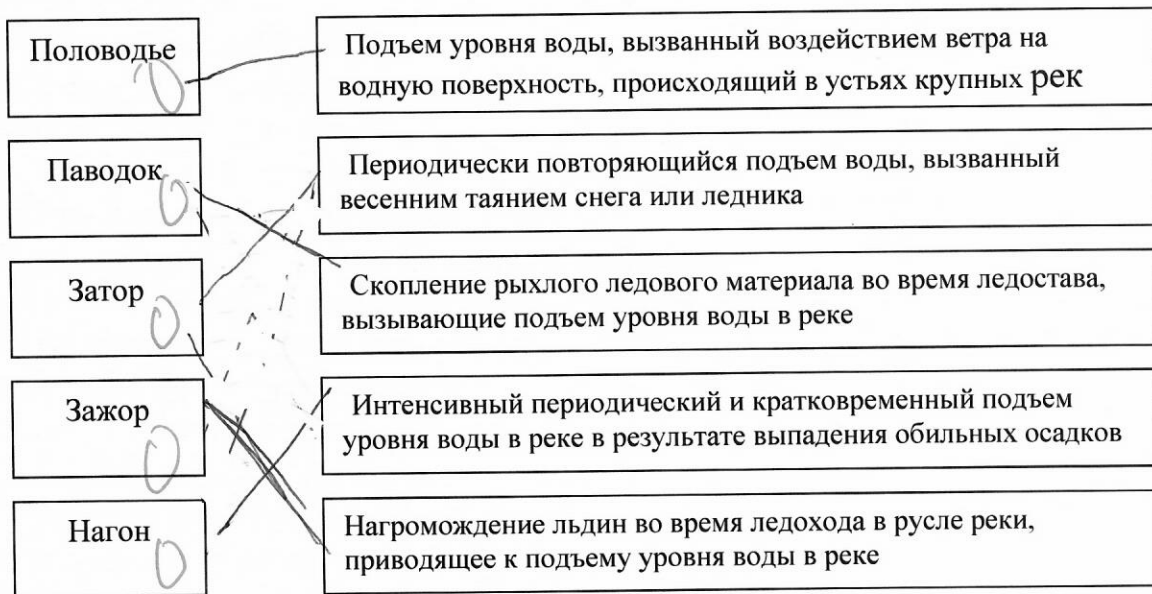 Половодье
Подъем уровня воды, вызванный воздействием ветра на
водную поверхность, происходящий в устьях крупных рек
Паводок
Периодически повторяющийся подъем воды, вызванный
весенним таянием снега или ледника
Затор
Скопление рыхлого ледового материала во время ледостава,
вызывающие подъем уровня воды в реке
Зажор
Интенсивный периодический и кратковременный подъем
уровня воды в реке в результате выпадения обильных осадков
Нагон
Нагромождение льдин во время ледохода в русле реки,
приводящее к подъему уровня воды в реке